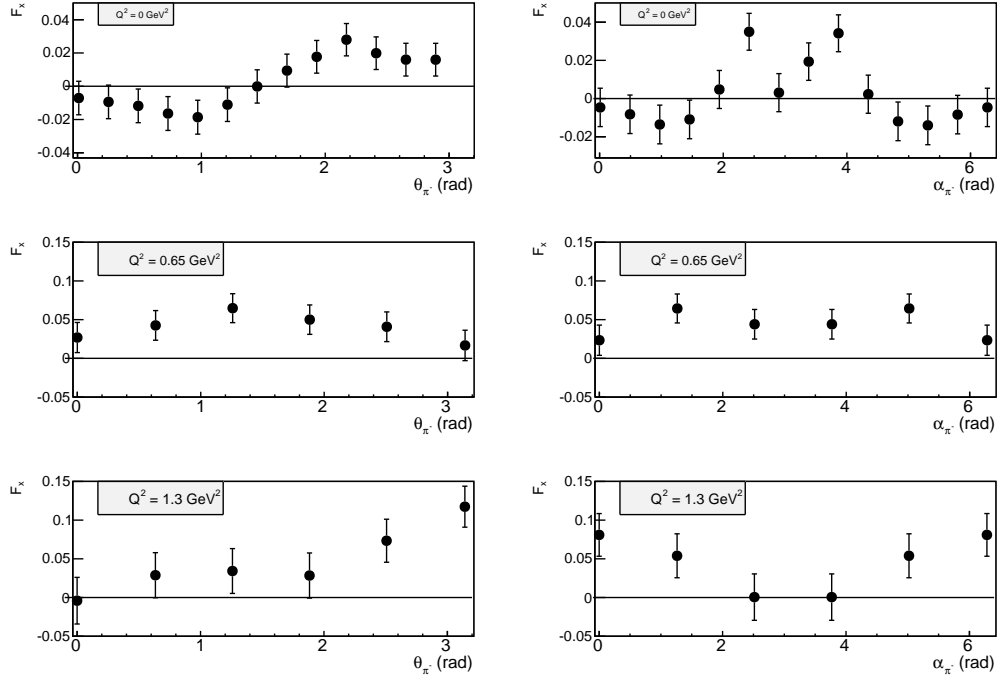 F_x
Q² = 0 GeV²
0.04
0.02
0
-0.02
-0.04
0 1 2 3
θ_π⁻ (rad)
F_x
Q² = 0 GeV²
0.04
0.02
0
-0.02
0 2 4 6
α_π⁻ (rad)
F_x
Q² = 0.65 GeV²
0.15
0.1
0.05
0
-0.05
0 1 2 3
θ_π⁻ (rad)
F_x
Q² = 0.65 GeV²
0.15
0.1
0.05
0
-0.05
0 2 4 6
α_π⁻ (rad)
F_x
Q² = 1.3 GeV²
0.15
0.1
0.05
0
-0.05
0 1 2 3
θ_π⁻ (rad)
F_x
Q² = 1.3 GeV²
0.15
0.1
0.05
0
-0.05
0 2 4 6
α_π⁻ (rad)